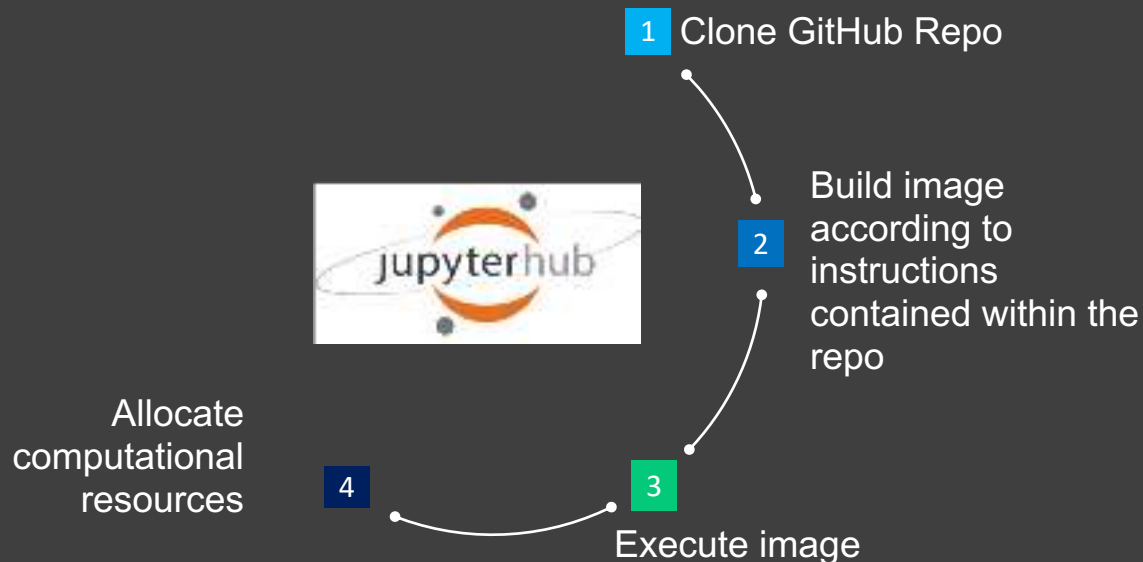 1 Clone GitHub Repo
jupyterhub
2
Build image
according to
instructions
contained within the
repo
3
Execute image
4
Allocate
computational
resources